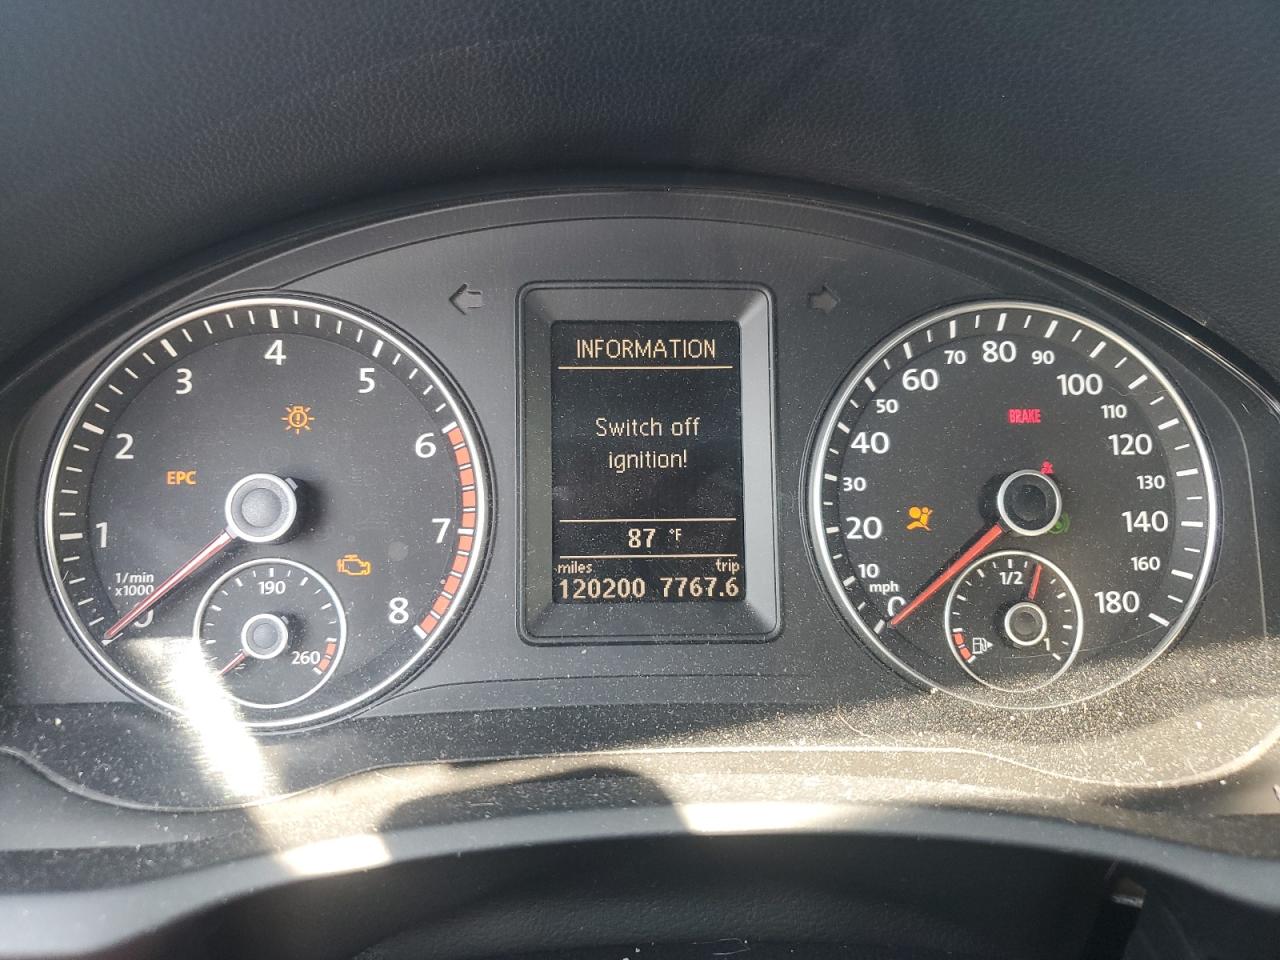 INFORMATION
Switch off
ignition!
87 °F
miles trip
120200 7767.6
0 1 2 3 4 5 6 7 8
1/min
x1000
EPC
190
260
0 10 20 30 40 50 60 70 80 90 100 110 120 130 140 160 180
mph
BRAKE
1/2
1